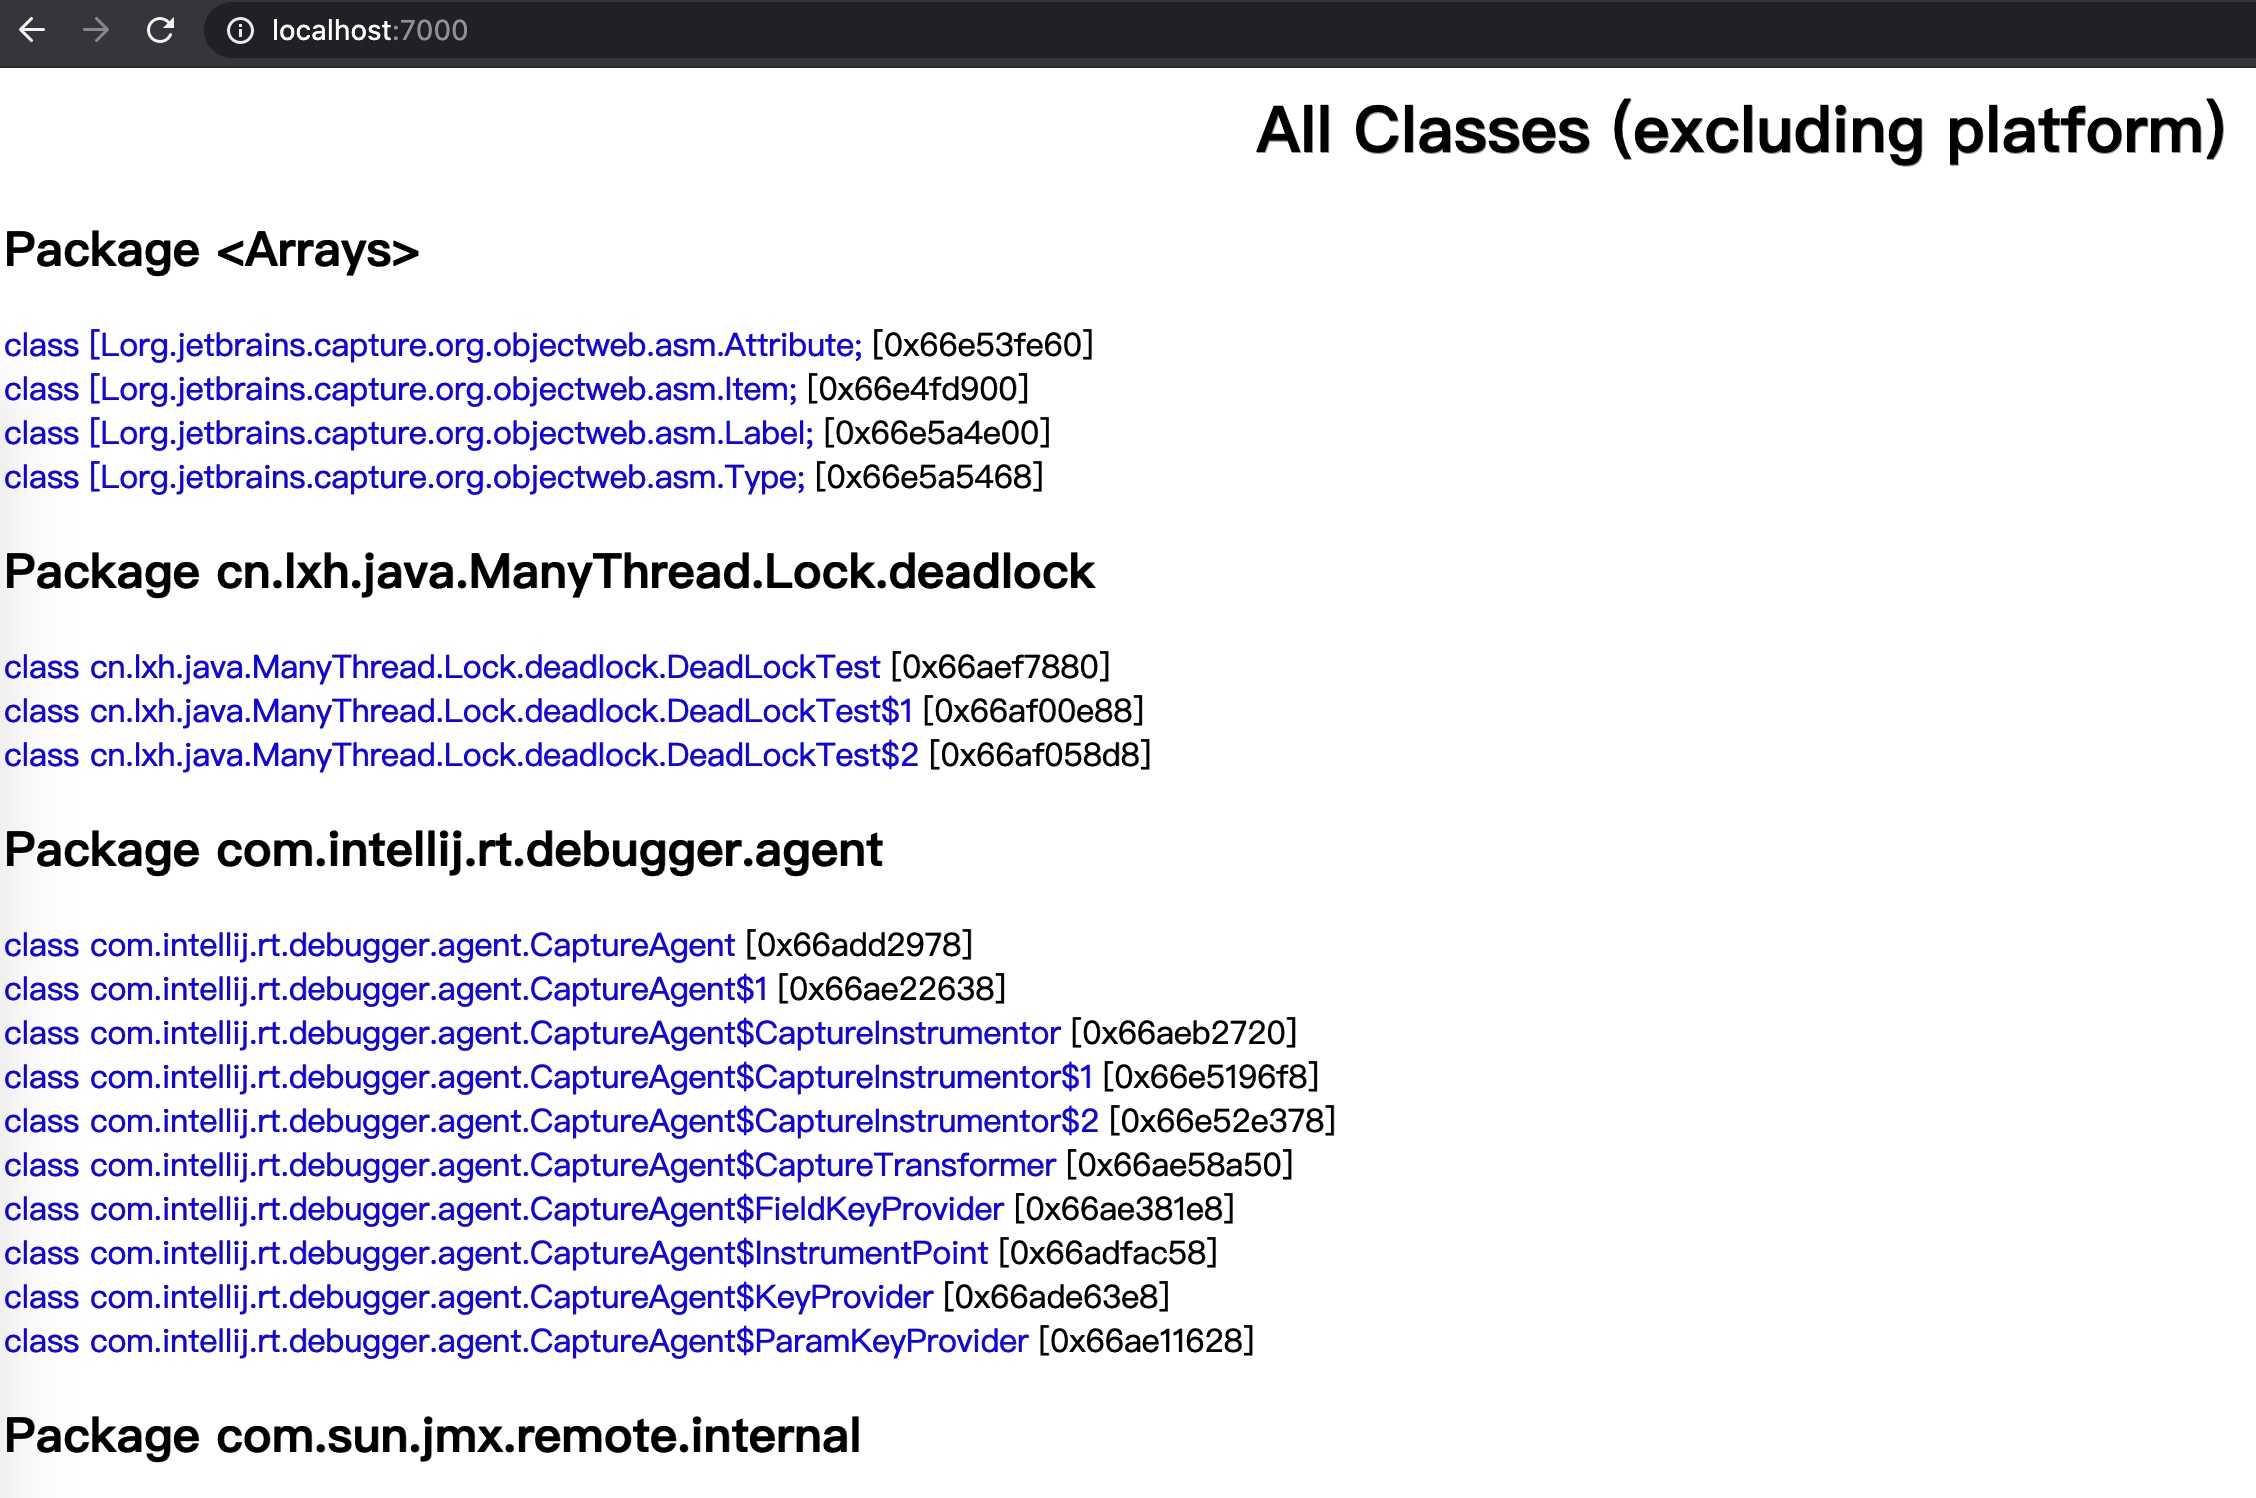 localhost:7000
All Classes (excluding platform)
Package <Arrays>
class [Lorg.jetbrains.capture.org.objectweb.asm.Attribute; [0x66e53fe60]
class [Lorg.jetbrains.capture.org.objectweb.asm.Item; [0x66e4fd900]
class [Lorg.jetbrains.capture.org.objectweb.asm.Label; [0x66e5a4e00]
class [Lorg.jetbrains.capture.org.objectweb.asm.Type; [0x66e5a5468]
Package cn.lxh.java.ManyThread.Lock.deadlock
class cn.lxh.java.ManyThread.Lock.deadlock.DeadLockTest [0x66aef7880]
class cn.lxh.java.ManyThread.Lock.deadlock.DeadLockTest$1 [0x66af00e88]
class cn.lxh.java.ManyThread.Lock.deadlock.DeadLockTest$2 [0x66af058d8]
Package com.intellij.rt.debugger.agent
class com.intellij.rt.debugger.agent.CaptureAgent [0x66add2978]
class com.intellij.rt.debugger.agent.CaptureAgent$1 [0x66ae22638]
class com.intellij.rt.debugger.agent.CaptureAgent$CaptureInstrumentor [0x66aeb2720]
class com.intellij.rt.debugger.agent.CaptureAgent$CaptureInstrumentor$1 [0x66e5196f8]
class com.intellij.rt.debugger.agent.CaptureAgent$CaptureInstrumentor$2 [0x66e52e378]
class com.intellij.rt.debugger.agent.CaptureAgent$CaptureTransformer [0x66ae58a50]
class com.intellij.rt.debugger.agent.CaptureAgent$FieldKeyProvider [0x66ae381e8]
class com.intellij.rt.debugger.agent.CaptureAgent$InstrumentPoint [0x66adfac58]
class com.intellij.rt.debugger.agent.CaptureAgent$KeyProvider [0x66ade63e8]
class com.intellij.rt.debugger.agent.CaptureAgent$ParamKeyProvider [0x66ae11628]
Package com.sun.jmx.remote.internal